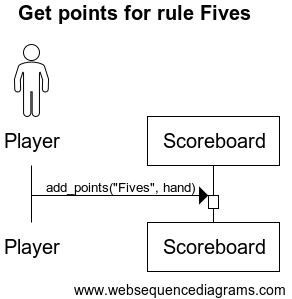 Get points for rule Fives
Player
Scoreboard
add_points("Fives", hand)
Player
Scoreboard
www.websequencediagrams.com